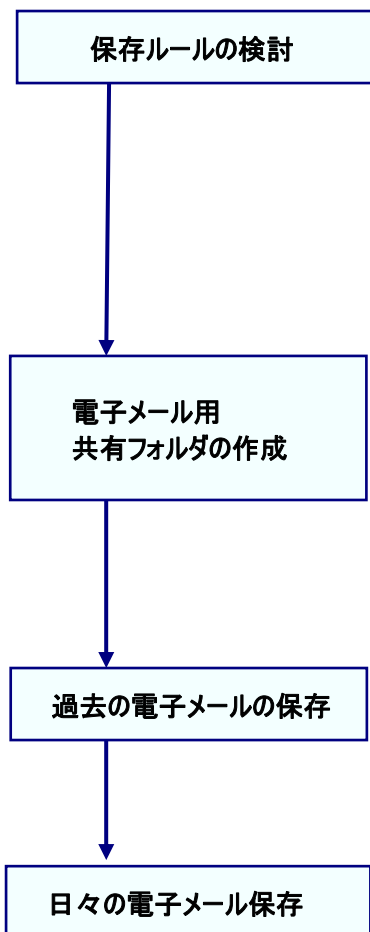 保存ルールの検討
電子メール用
共有フォルダの作成
過去の電子メールの保存
日々の電子メール保存